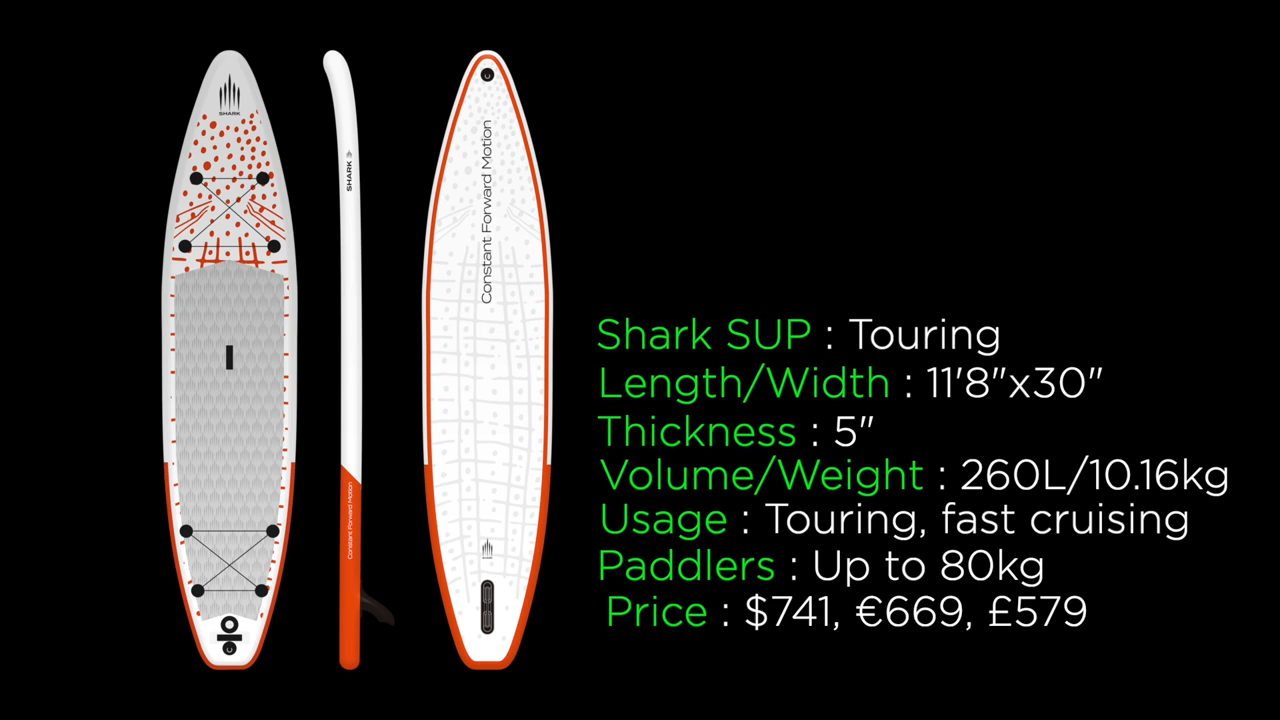 SHARK
SHARK
Constant Forward Motion
Constant Forward Motion
Shark SUP : Touring
Length/Width : 11'8"x30"
Thickness : 5"
Volume/Weight : 260L/10.16kg
Usage : Touring, fast cruising
Paddlers : Up to 80kg
Price : $741, €669, £579